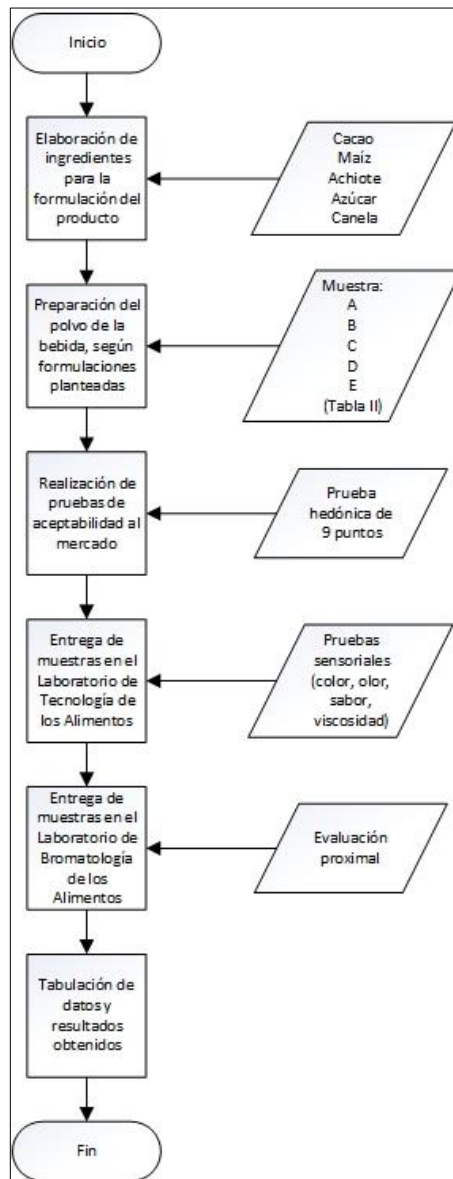 Inicio
Elaboración de
ingredientes
para la
formulación del
producto
Cacao
Maíz
Achiote
Azúcar
Canela
Preparación del
polvo de la
bebida, según
formulaciones
planteadas
Muestra:
A
B
C
D
E
(Tabla II)
Realización de
pruebas de
aceptabilidad al
mercado
Prueba
hedónica de
9 puntos
Entrega de
muestras en el
Laboratorio de
Tecnología de
los Alimentos
Pruebas
sensoriales
(color, olor,
sabor,
viscosidad)
Entrega de
muestras en el
Laboratorio de
Bromatología
de los
Alimentos
Evaluación
proximal
Tabulación de
datos y
resultados
obtenidos
Fin